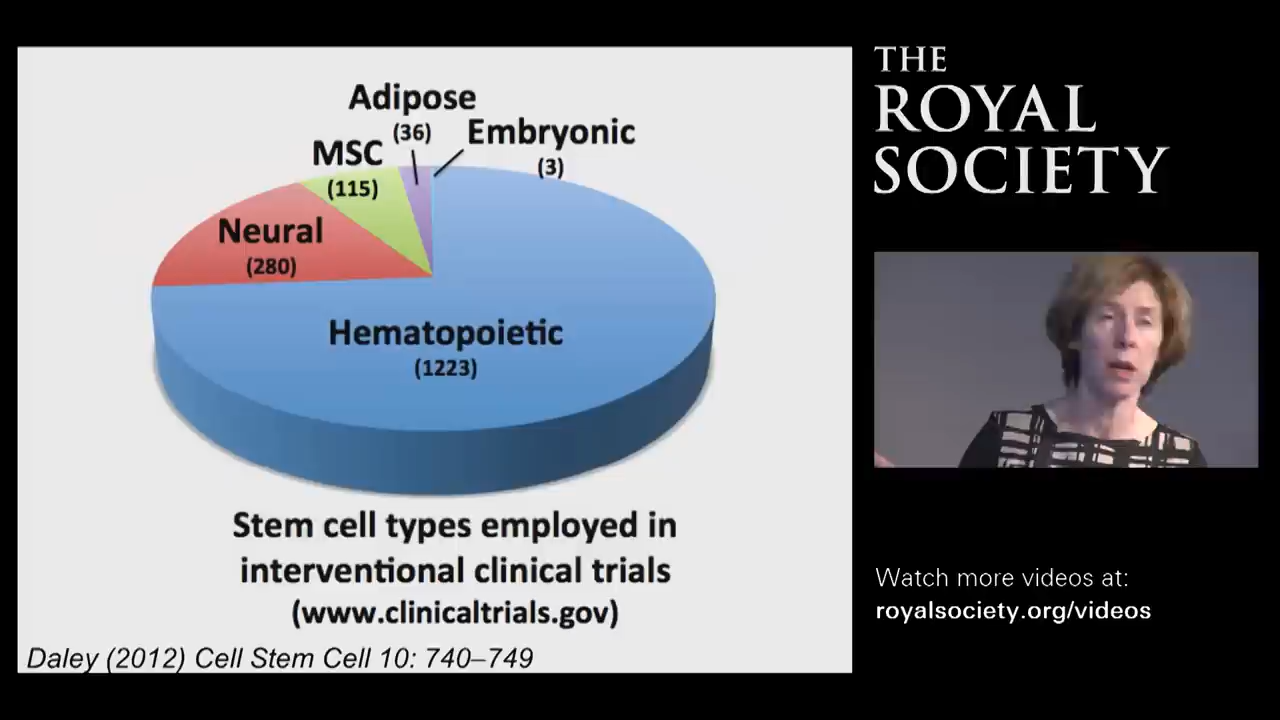 Adipose
(36)
Embryonic
(3)
MSC
(115)
Neural
(280)
Hematopoietic
(1223)
Stem cell types employed in
interventional clinical trials
(www.clinicaltrials.gov)
Daley (2012) Cell Stem Cell 10: 740–749
THE
ROYAL
SOCIETY
Watch more videos at:
royalsociety.org/videos